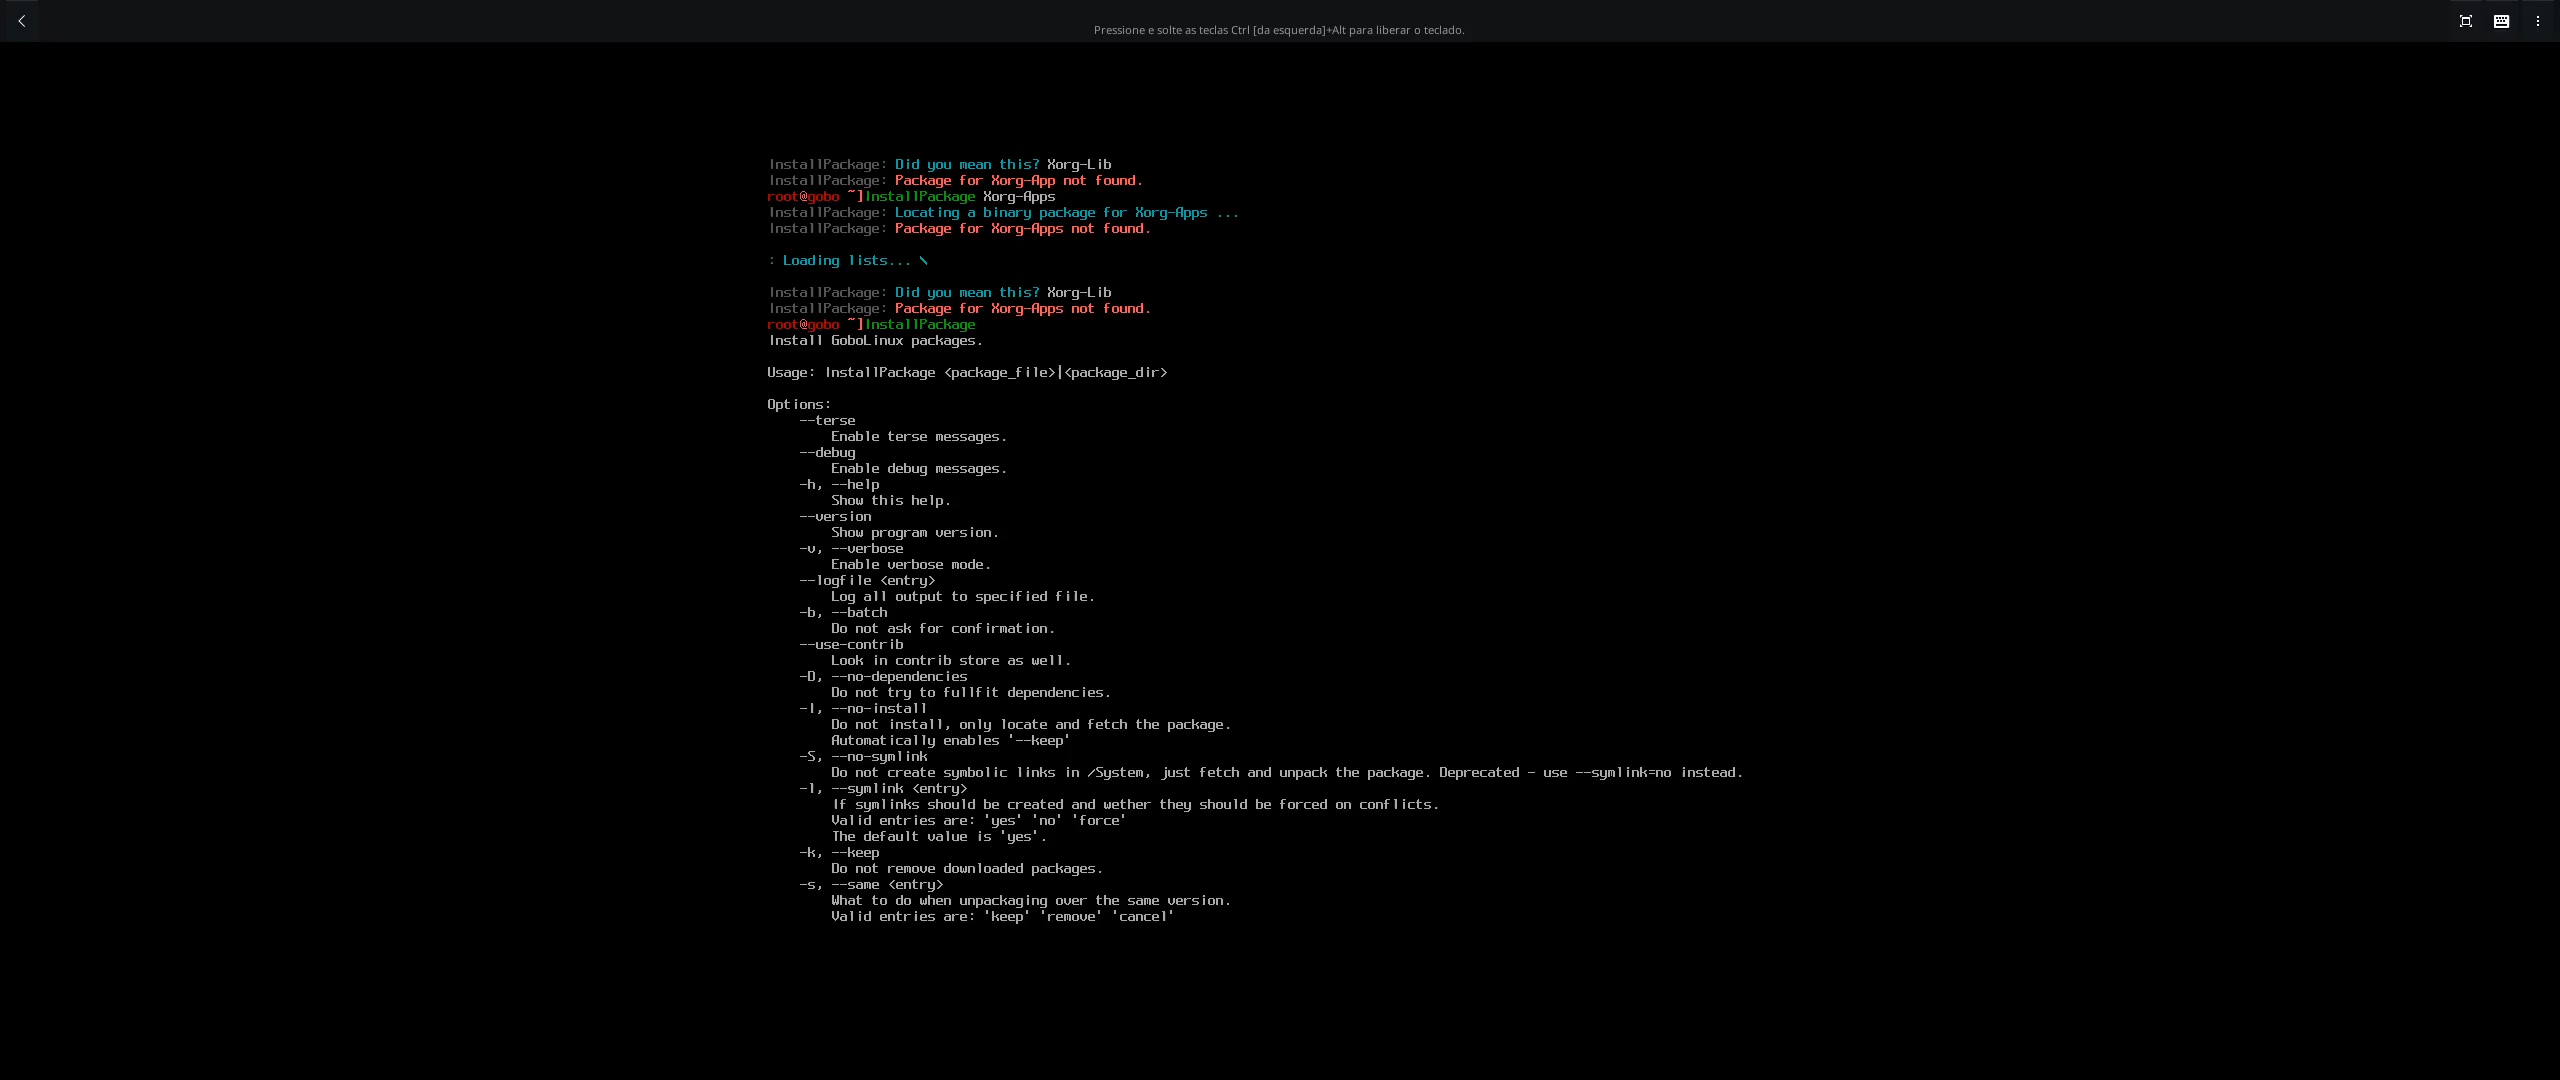 Pressione e solte as teclas Ctrl [da esquerda]+Alt para liberar o teclado.
InstallPackage: Did you mean this? Xorg-Lib
InstallPackage: Package for Xorg-App not found.
root@gobo ~]InstallPackage Xorg-Apps
InstallPackage: Locating a binary package for Xorg-Apps ...
InstallPackage: Package for Xorg-Apps not found.
: Loading lists... \
InstallPackage: Did you mean this? Xorg-Lib
InstallPackage: Package for Xorg-Apps not found.
root@gobo ~]InstallPackage
Install GoboLinux packages.
Usage: InstallPackage <package_file>|<package_dir>
Options:
--terse
Enable terse messages.
--debug
Enable debug messages.
-h, --help
Show this help.
--version
Show program version.
-v, --verbose
Enable verbose mode.
--logfile <entry>
Log all output to specified file.
-b, --batch
Do not ask for confirmation.
--use-contrib
Look in contrib store as well.
-D, --no-dependencies
Do not try to fullfit dependencies.
-I, --no-install
Do not install, only locate and fetch the package.
Automatically enables '--keep'
-S, --no-symlink
Do not create symbolic links in /System, just fetch and unpack the package. Deprecated - use --symlink=no instead.
-l, --symlink <entry>
If symlinks should be created and wether they should be forced on conflicts.
Valid entries are: 'yes' 'no' 'force'
The default value is 'yes'.
-k, --keep
Do not remove downloaded packages.
-s, --same <entry>
What to do when unpackaging over the same version.
Valid entries are: 'keep' 'remove' 'cancel'